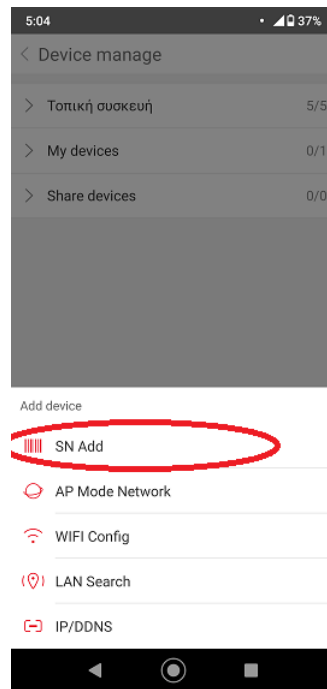 5:04 37%
Device manage
Τοπική συσκευή 5/5
My devices 0/1
Share devices 0/0
Add device
SN Add
AP Mode Network
WIFI Config
LAN Search
IP/DDNS